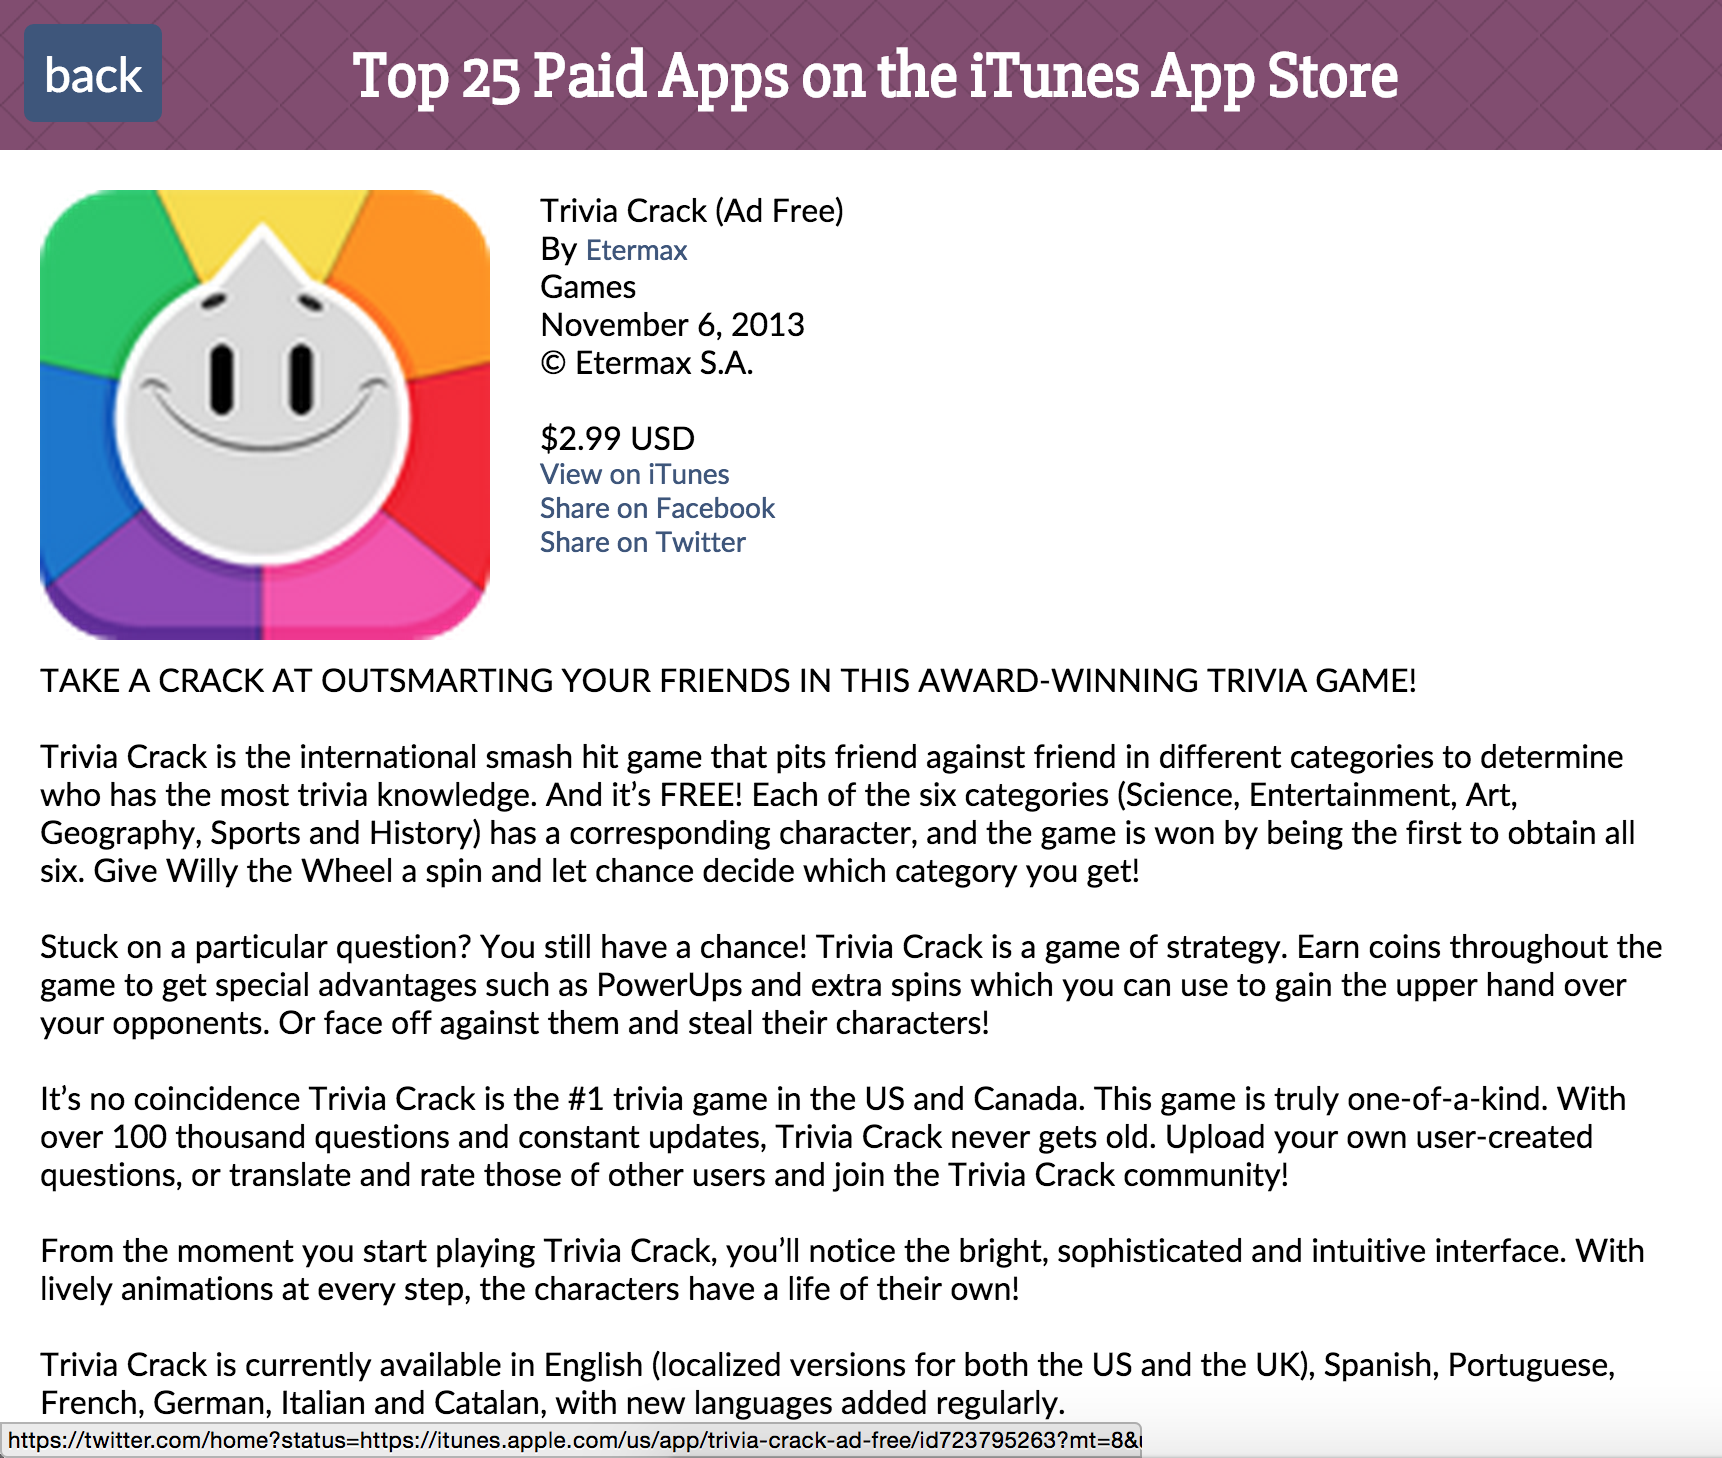 back
Top 25 Paid Apps on the iTunes App Store
Trivia Crack (Ad Free)
By Etermax
Games
November 6, 2013
© Etermax S.A.
$2.99 USD
View on iTunes
Share on Facebook
Share on Twitter
TAKE A CRACK AT OUTSMARTING YOUR FRIENDS IN THIS AWARD-WINNING TRIVIA GAME!
Trivia Crack is the international smash hit game that pits friend against friend in different categories to determine
who has the most trivia knowledge. And it’s FREE! Each of the six categories (Science, Entertainment, Art,
Geography, Sports and History) has a corresponding character, and the game is won by being the first to obtain all
six. Give Willy the Wheel a spin and let chance decide which category you get!
Stuck on a particular question? You still have a chance! Trivia Crack is a game of strategy. Earn coins throughout the
game to get special advantages such as PowerUps and extra spins which you can use to gain the upper hand over
your opponents. Or face off against them and steal their characters!
It’s no coincidence Trivia Crack is the #1 trivia game in the US and Canada. This game is truly one-of-a-kind. With
over 100 thousand questions and constant updates, Trivia Crack never gets old. Upload your own user-created
questions, or translate and rate those of other users and join the Trivia Crack community!
From the moment you start playing Trivia Crack, you’ll notice the bright, sophisticated and intuitive interface. With
lively animations at every step, the characters have a life of their own!
Trivia Crack is currently available in English (localized versions for both the US and the UK), Spanish, Portuguese,
French, German, Italian and Catalan, with new languages added regularly.
https://twitter.com/home?status=https://itunes.apple.com/us/app/trivia-crack-ad-free/id723795263?mt=8&